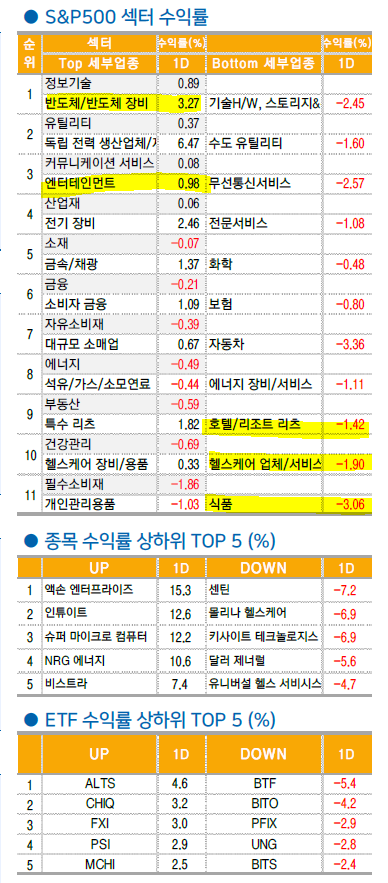 ● S&P500 섹터 수익률
순위 섹터 수익률(%) 수익률(%)
Top 세부업종 1D Bottom 세부업종 1D
1 정보기술 0.89
반도체/반도체 장비 3.27 기술H/W, 스토리지& -2.45
2 유틸리티 0.37
독립 전력 생산업체/ 6.47 수도 유틸리티 -1.60
3 커뮤니케이션 서비스 0.08
엔터테인먼트 0.98 무선통신서비스 -2.57
4 산업재 0.06
전기 장비 2.46 전문서비스 -1.08
5 소재 -0.07
금속/채광 1.37 화학 -0.48
6 금융 -0.21
소비자 금융 1.09 보험 -0.80
7 자유소비재 -0.39
대규모 소매업 0.67 자동차 -3.36
8 에너지 -0.49
석유/가스/소모연료 -0.44 에너지 장비/서비스 -1.11
9 부동산 -0.59
특수 리츠 1.82 호텔/리조트 리츠 -1.42
10 건강관리 -0.69
헬스케어 장비/용품 0.33 헬스케어 업체/서비스 -1.90
11 필수소비재 -1.86
개인관리용품 -1.03 식품 -3.06
● 종목 수익률 상하위 TOP 5 (%)
UP 1D DOWN 1D
1 액손 엔터프라이즈 15.3 센틴 -7.2
2 인튜이트 12.6 몰리나 헬스케어 -6.9
3 슈퍼 마이크로 컴퓨터 12.2 키사이트 테크놀로지스 -6.9
4 NRG 에너지 10.6 달러 제너럴 -5.6
5 비스트라 7.4 유니버설 헬스 서비시스 -4.7
● ETF 수익률 상하위 TOP 5 (%)
UP 1D DOWN 1D
1 ALTS 4.6 BTF -5.4
2 CHIQ 3.2 BITO -4.2
3 FXI 3.0 PFIX -2.9
4 PSI 2.9 UNG -2.8
5 MCHI 2.5 BITS -2.4